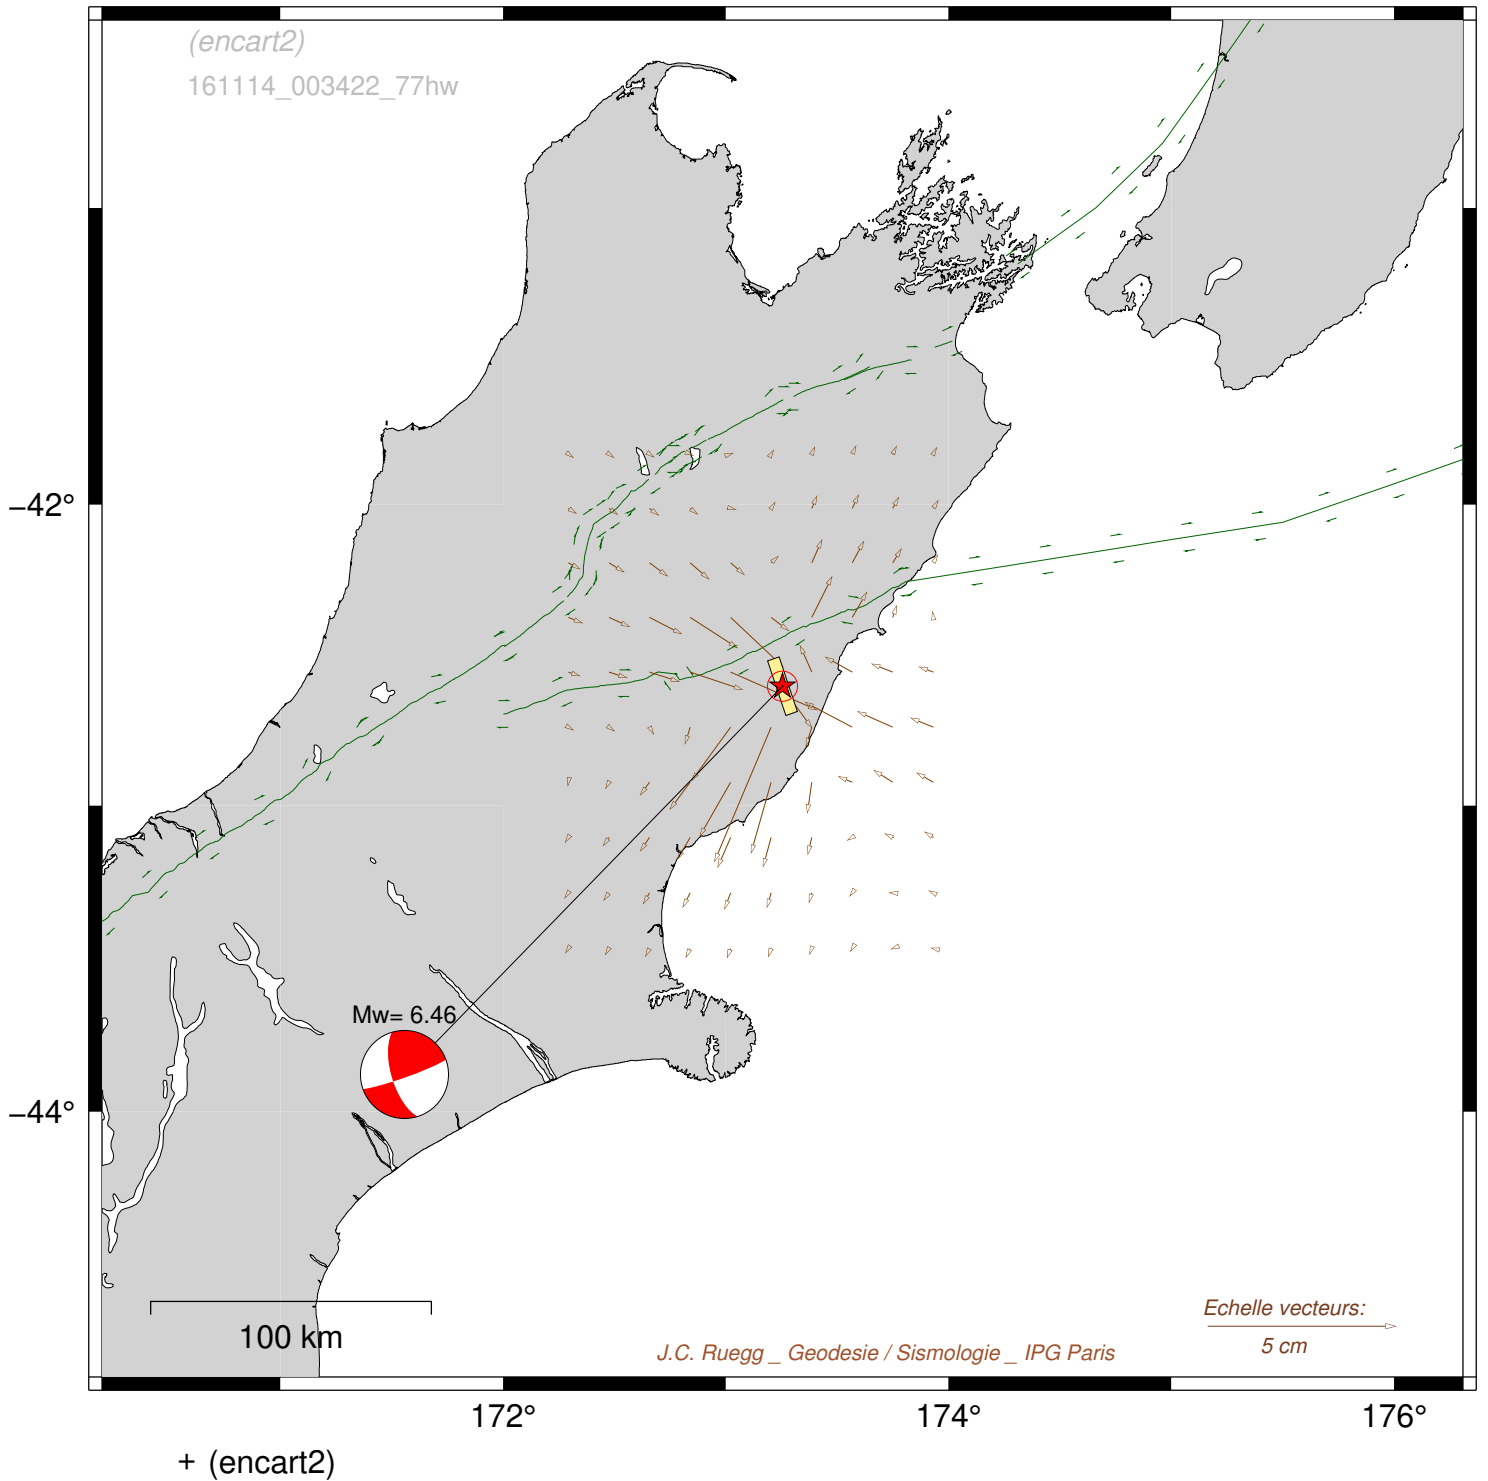 (encart2)
161114_003422_77hw
−42°
Mw= 6.46
−44°
100 km
Echelle vecteurs:
5 cm
J.C. Ruegg _ Geodesie / Sismologie _ IPG Paris
172°
174°
176°
+ (encart2)